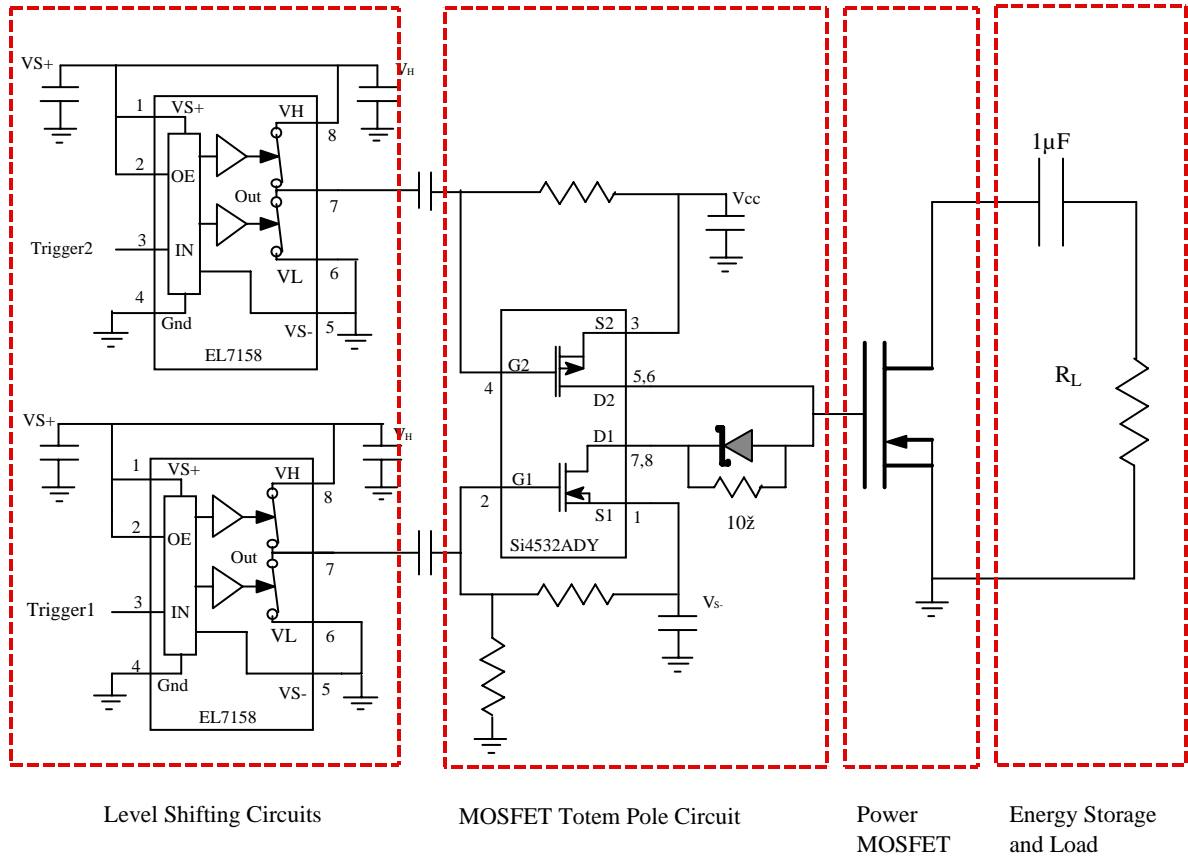 VS+
VH
1
VS+
VH
8
2
OE
Out
7
Trigger2
3
IN
6
VL
4
Gnd
VS-
5
EL7158
Vcc
S2
3
G2
4
5,6
D2
D1
7,8
G1
2
S1
1
Si4532ADY
10ž
VS-
1µF
RL
VS+
VH
1
VS+
VH
8
2
OE
Out
7
Trigger1
3
IN
6
VL
4
Gnd
VS-
5
EL7158
Level Shifting Circuits
MOSFET Totem Pole Circuit
Power
MOSFET
Energy Storage
and Load